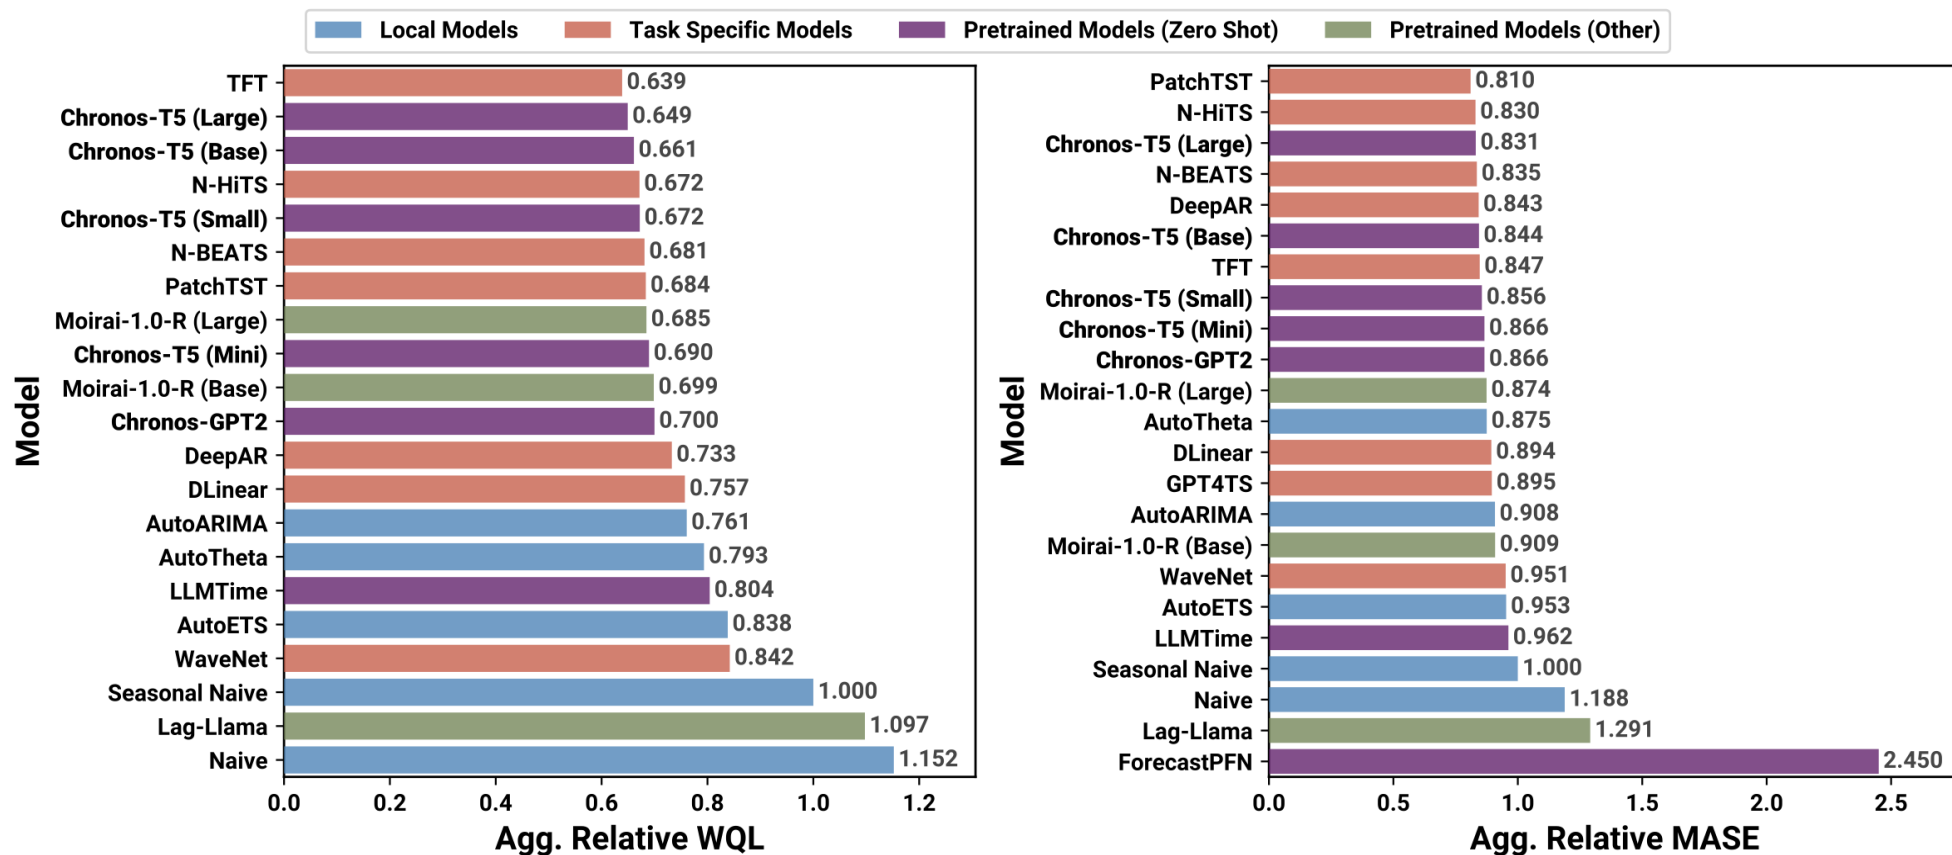 Local Models Task Specific Models Pretrained Models (Zero Shot) Pretrained Models (Other)
Model
TFT 0.639
Chronos-T5 (Large) 0.649
Chronos-T5 (Base) 0.661
N-HiTS 0.672
Chronos-T5 (Small) 0.672
N-BEATS 0.681
PatchTST 0.684
Moirai-1.0-R (Large) 0.685
Chronos-T5 (Mini) 0.690
Moirai-1.0-R (Base) 0.699
Chronos-GPT2 0.700
DeepAR 0.733
DLinear 0.757
AutoARIMA 0.761
AutoTheta 0.793
LLMTime 0.804
AutoETS 0.838
WaveNet 0.842
Seasonal Naive 1.000
Lag-Llama 1.097
Naive 1.152
0.0 0.2 0.4 0.6 0.8 1.0 1.2
Agg. Relative WQL
Model
PatchTST 0.810
N-HiTS 0.830
Chronos-T5 (Large) 0.831
N-BEATS 0.835
DeepAR 0.843
Chronos-T5 (Base) 0.844
TFT 0.847
Chronos-T5 (Small) 0.856
Chronos-T5 (Mini) 0.866
Chronos-GPT2 0.866
Moirai-1.0-R (Large) 0.874
AutoTheta 0.875
DLinear 0.894
GPT4TS 0.895
AutoARIMA 0.908
Moirai-1.0-R (Base) 0.909
WaveNet 0.951
AutoETS 0.953
LLMTime 0.962
Seasonal Naive 1.000
Naive 1.188
Lag-Llama 1.291
ForecastPFN 2.450
0.0 0.5 1.0 1.5 2.0 2.5
Agg. Relative MASE